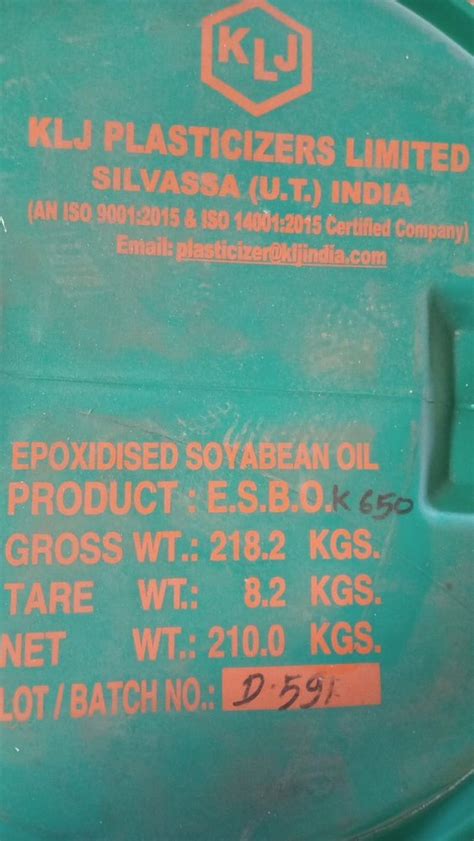 KLJ
KLJ PLASTICIZERS LIMITED
SILVASSA (U.T.) INDIA
(AN ISO 9001:2015 & ISO 14001:2015 Certified Company)
Email: plasticizer@kljindia.com
EPOXIDISED SOYABEAN OIL
PRODUCT : E.S.B.O. K 650
GROSS WT.: 218.2 KGS.
TARE WT.: 8.2 KGS.
NET WT.: 210.0 KGS.
LOT / BATCH NO.: